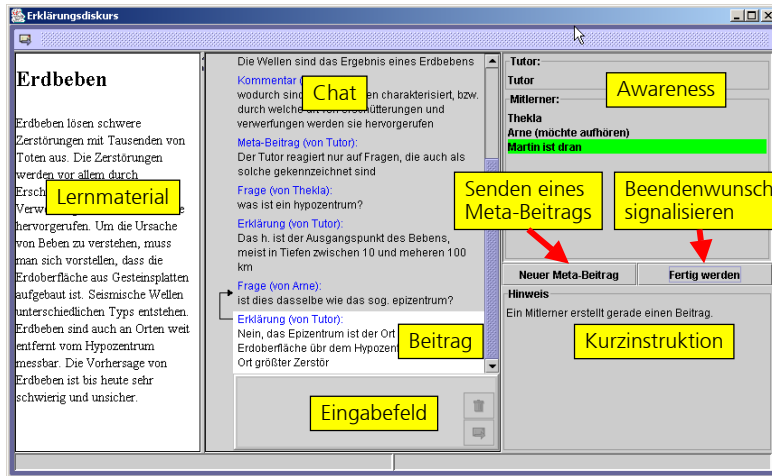 Erklärungsdiskurs
Erdbeben
Erdbeben lösen schwere
Zerstörungen mit Tausenden von
Toten aus. Die Zerstörungen
werden vor allem durch
Ersch
Lernmaterial
Verw
e
hervorgerufen. Um die Ursache
von Beben zu verstehen, muss
man sich vorstellen, dass die
Erdoberfläche aus Gesteinsplatten
aufgebaut ist. Seismische Wellen
unterschiedlichen Typs entstehen.
Erdbeben sind auch an Orten weit
entfernt vom Hypozentrum
messbar. Die Vorhersage von
Erdbeben ist bis heute sehr
schwierig und unsicher.
Die Wellen sind das Ergebnis eines Erdbebens
Kommentar (
Chat
wodurch sind en charakterisiert, bzw.
durch welche erschütterungen und
verwerfungen werden sie hervorgerufen
Meta-Beitrag (von Tutor):
Der Tutor reagiert nur auf Fragen, die auch als
solche gekennzeichnet sind
Frage (von Thekla):
was ist ein hypozentrum?
Erklärung (von Tutor):
Das h. ist der Ausgangspunkt des Bebens,
meist in Tiefen zwischen 10 und meheren 100
km
Frage (von Arne):
ist dies dasselbe wie das sog. epizentrum?
Erklärung (von Tutor):
Nein, das Epizentrum ist der Ort
Erdoberfläche übr dem Hypozen
Ort größter Zerstör
Beitrag
Eingabefeld
Tutor:
Tutor
Awareness
Mitlerner:
Thekla
Arne (möchte aufhören)
Martin ist dran
Senden eines
Meta-Beitrags
Beendenwunsch
signalisieren
Neuer Meta-Beitrag
Fertig werden
Hinweis
Ein Mitlerner erstellt gerade einen Beitrag.
Kurzinstruktion